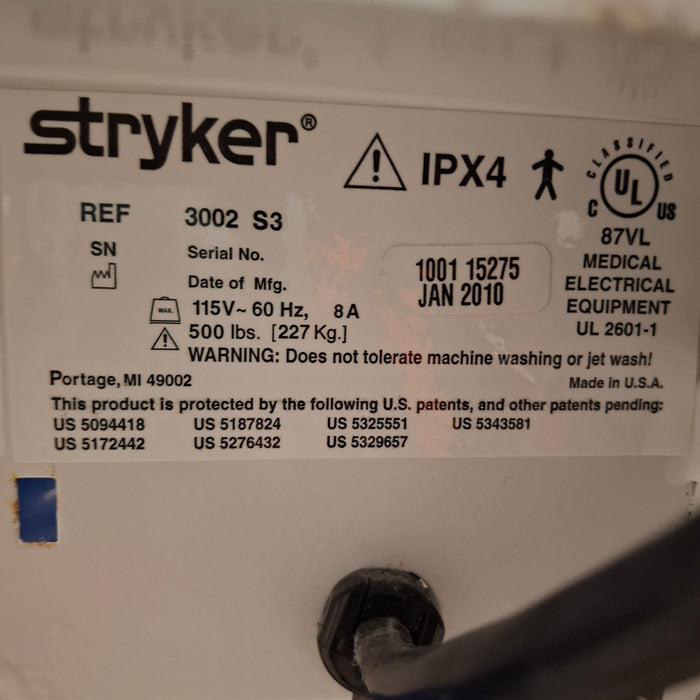 stryker®
IPX4
CLASSIFIED
C UL US
87VL
MEDICAL
ELECTRICAL
EQUIPMENT
UL 2601-1
REF 3002 S3
SN Serial No. 1001 15275
Date of Mfg. JAN 2010
MAX. 115V~ 60 Hz, 8 A
500 lbs. [227 Kg.]
WARNING: Does not tolerate machine washing or jet wash!
Portage, MI 49002 Made in U.S.A.
This product is protected by the following U.S. patents, and other patents pending:
US 5094418 US 5187824 US 5325551 US 5343581
US 5172442 US 5276432 US 5329657